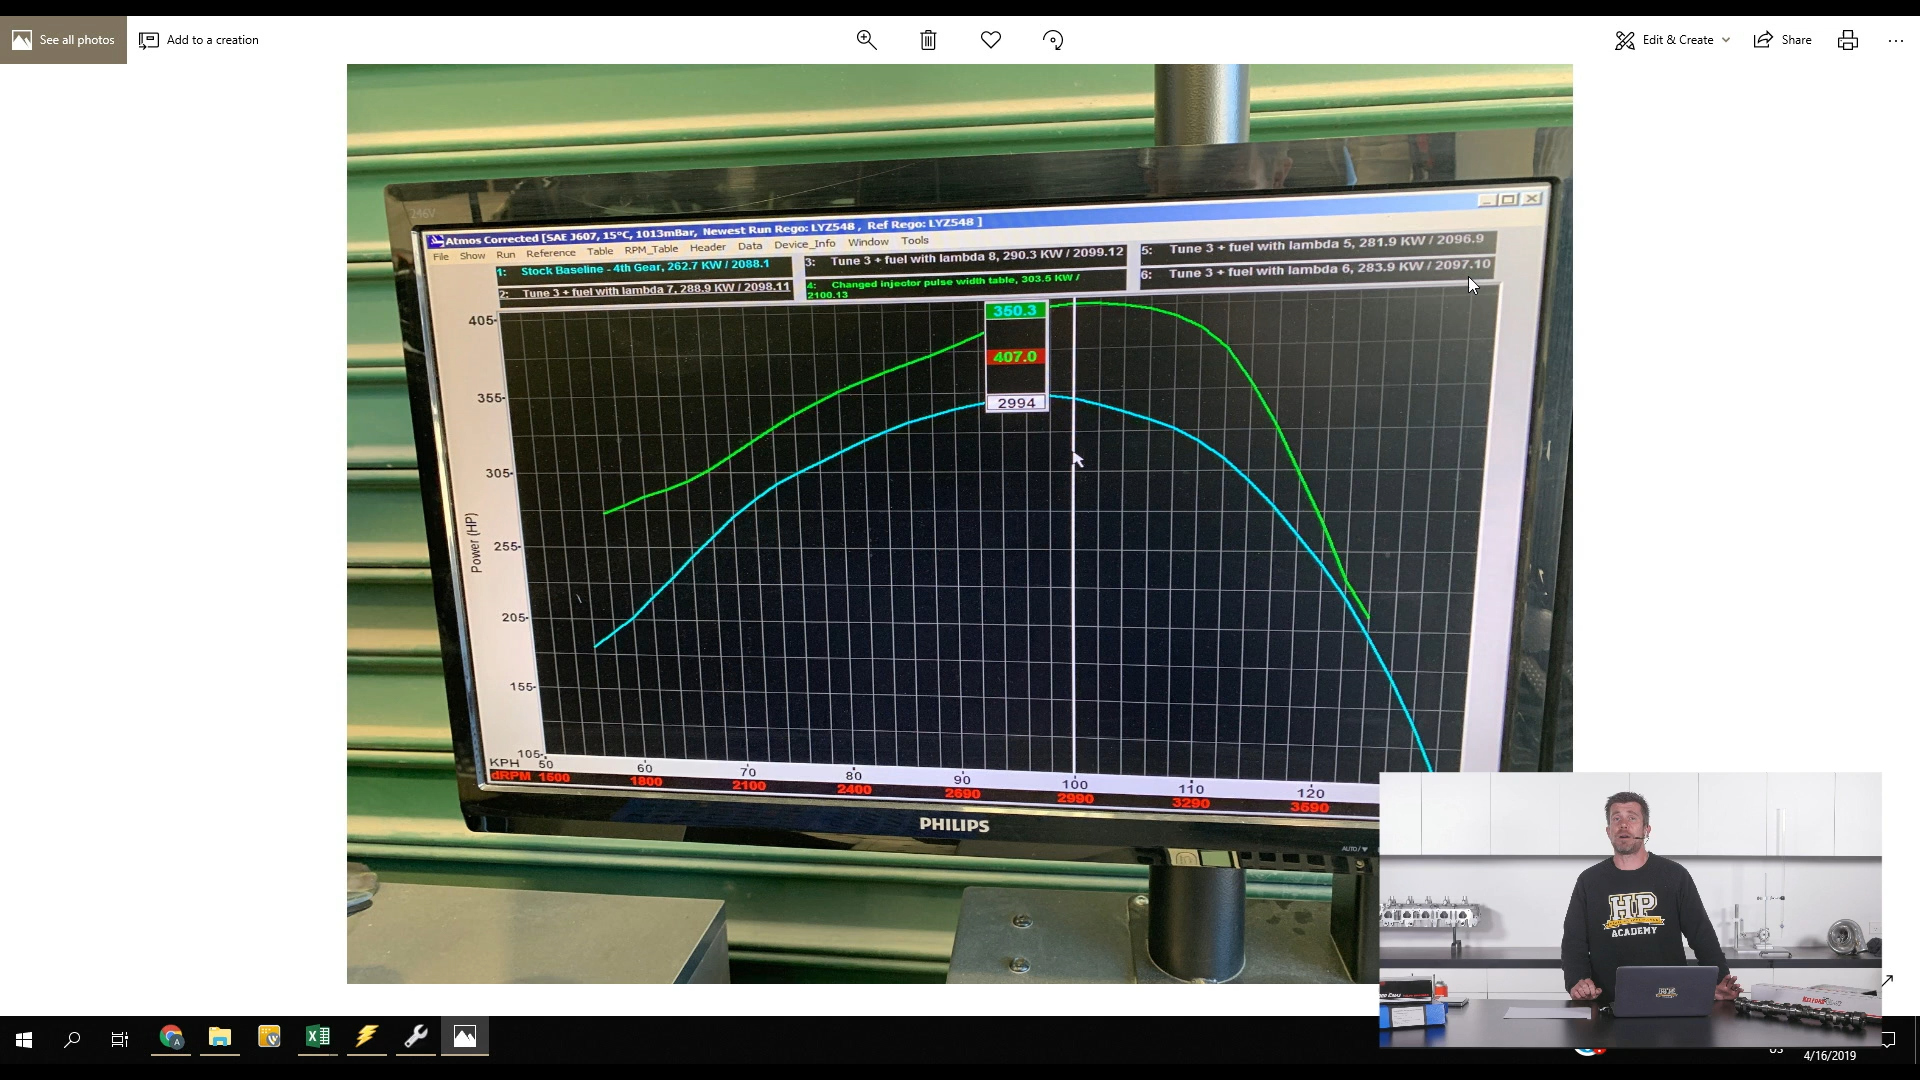 See all photos
Add to a creation
Edit & Create
Share
246V
Atmos Corrected [SAE J607, 15°C, 1013mBar, Newest Run Rego: LYZ548 , Ref Rego: LYZ548 ]
File Show Run Reference Table RPM_Table Header Data Device_Info Window Tools
1: Stock Baseline - 4th Gear, 262.7 KW / 2088.1
2: Tune 3 + fuel with lambda 7, 288.9 KW / 2098.11
3: Tune 3 + fuel with lambda 8, 290.3 KW / 2099.12
4: Changed injector pulse width table, 303.5 KW /
2100.13
5: Tune 3 + fuel with lambda 5, 281.9 KW / 2096.9
6: Tune 3 + fuel with lambda 6, 283.9 KW / 2097.10
350.3
407.0
2994
405
355
305
255
205
155
105
Power (HP)
KPH 50 60 70 80 90 100 110 120
dRPM 1500 1800 2100 2400 2690 2990 3290 3590
PHILIPS
AUTO/
HP
ACADEMY
4/16/2019